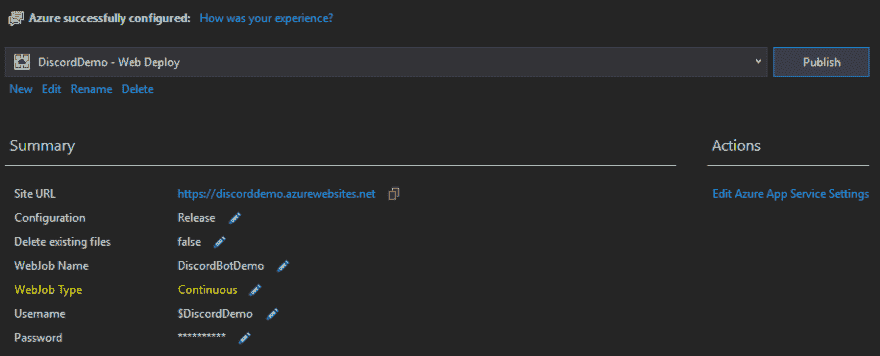 Azure successfully configured: How was your experience?
DiscordDemo - Web Deploy Publish
New Edit Rename Delete
Summary Actions
Site URL https://discorddemo.azurewebsites.net Edit Azure App Service Settings
Configuration Release
Delete existing files false
WebJob Name DiscordBotDemo
WebJob Type Continuous
Username $DiscordDemo
Password **********